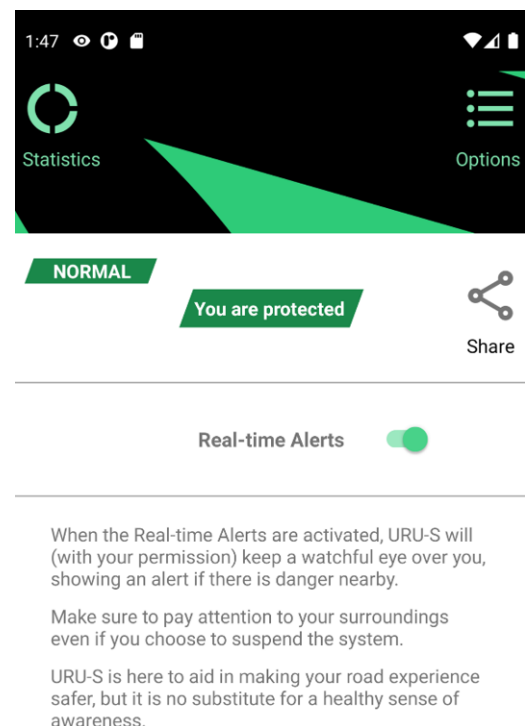 1:47
Statistics
Options
NORMAL
You are protected
Share
Real-time Alerts
When the Real-time Alerts are activated, URU-S will
(with your permission) keep a watchful eye over you,
showing an alert if there is danger nearby.
Make sure to pay attention to your surroundings
even if you choose to suspend the system.
URU-S is here to aid in making your road experience
safer, but it is no substitute for a healthy sense of
awareness.